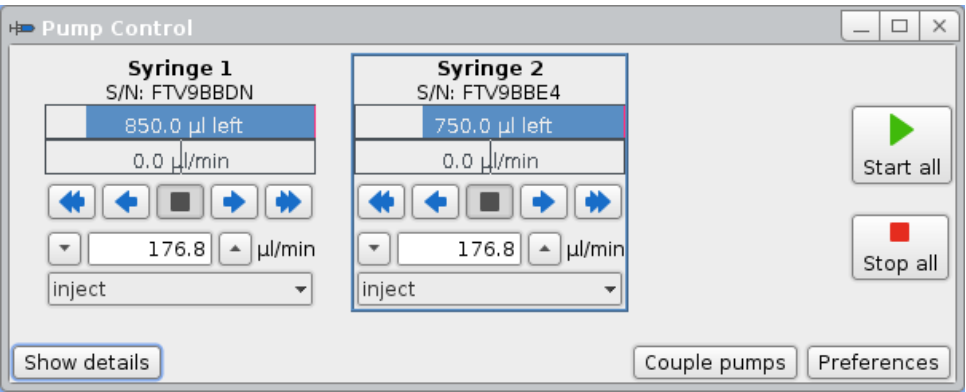 Pump Control
Syringe 1
S/N: FTV9BBDN
850.0 µl left
0.0 µl/min
176.8 µl/min
inject
Syringe 2
S/N: FTV9BBE4
750.0 µl left
0.0 µl/min
176.8 µl/min
inject
Start all
Stop all
Show details
Couple pumps
Preferences